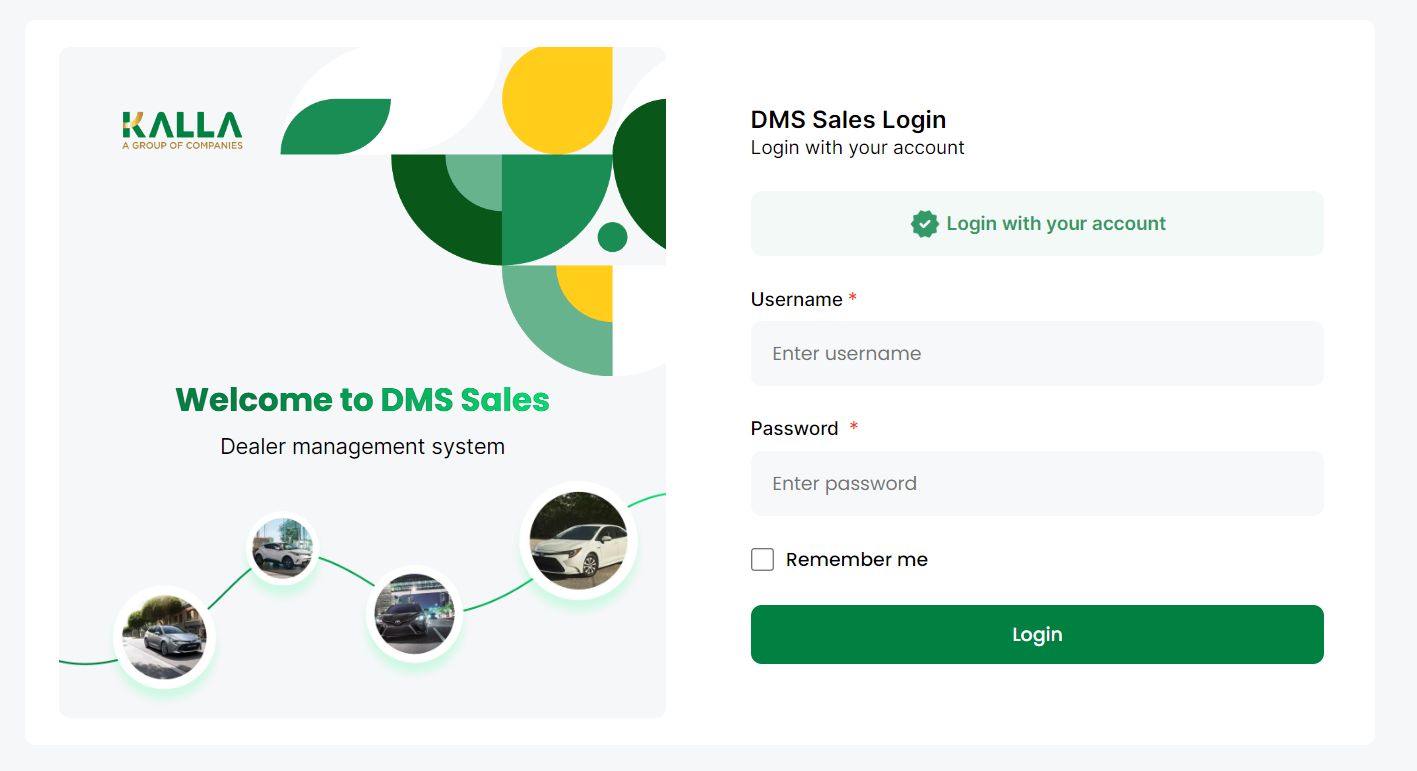 KALLA
A GROUP OF COMPANIES
Welcome to DMS Sales
Dealer management system
DMS Sales Login
Login with your account
Login with your account
Username *
Enter username
Password *
Enter password
Remember me
Login